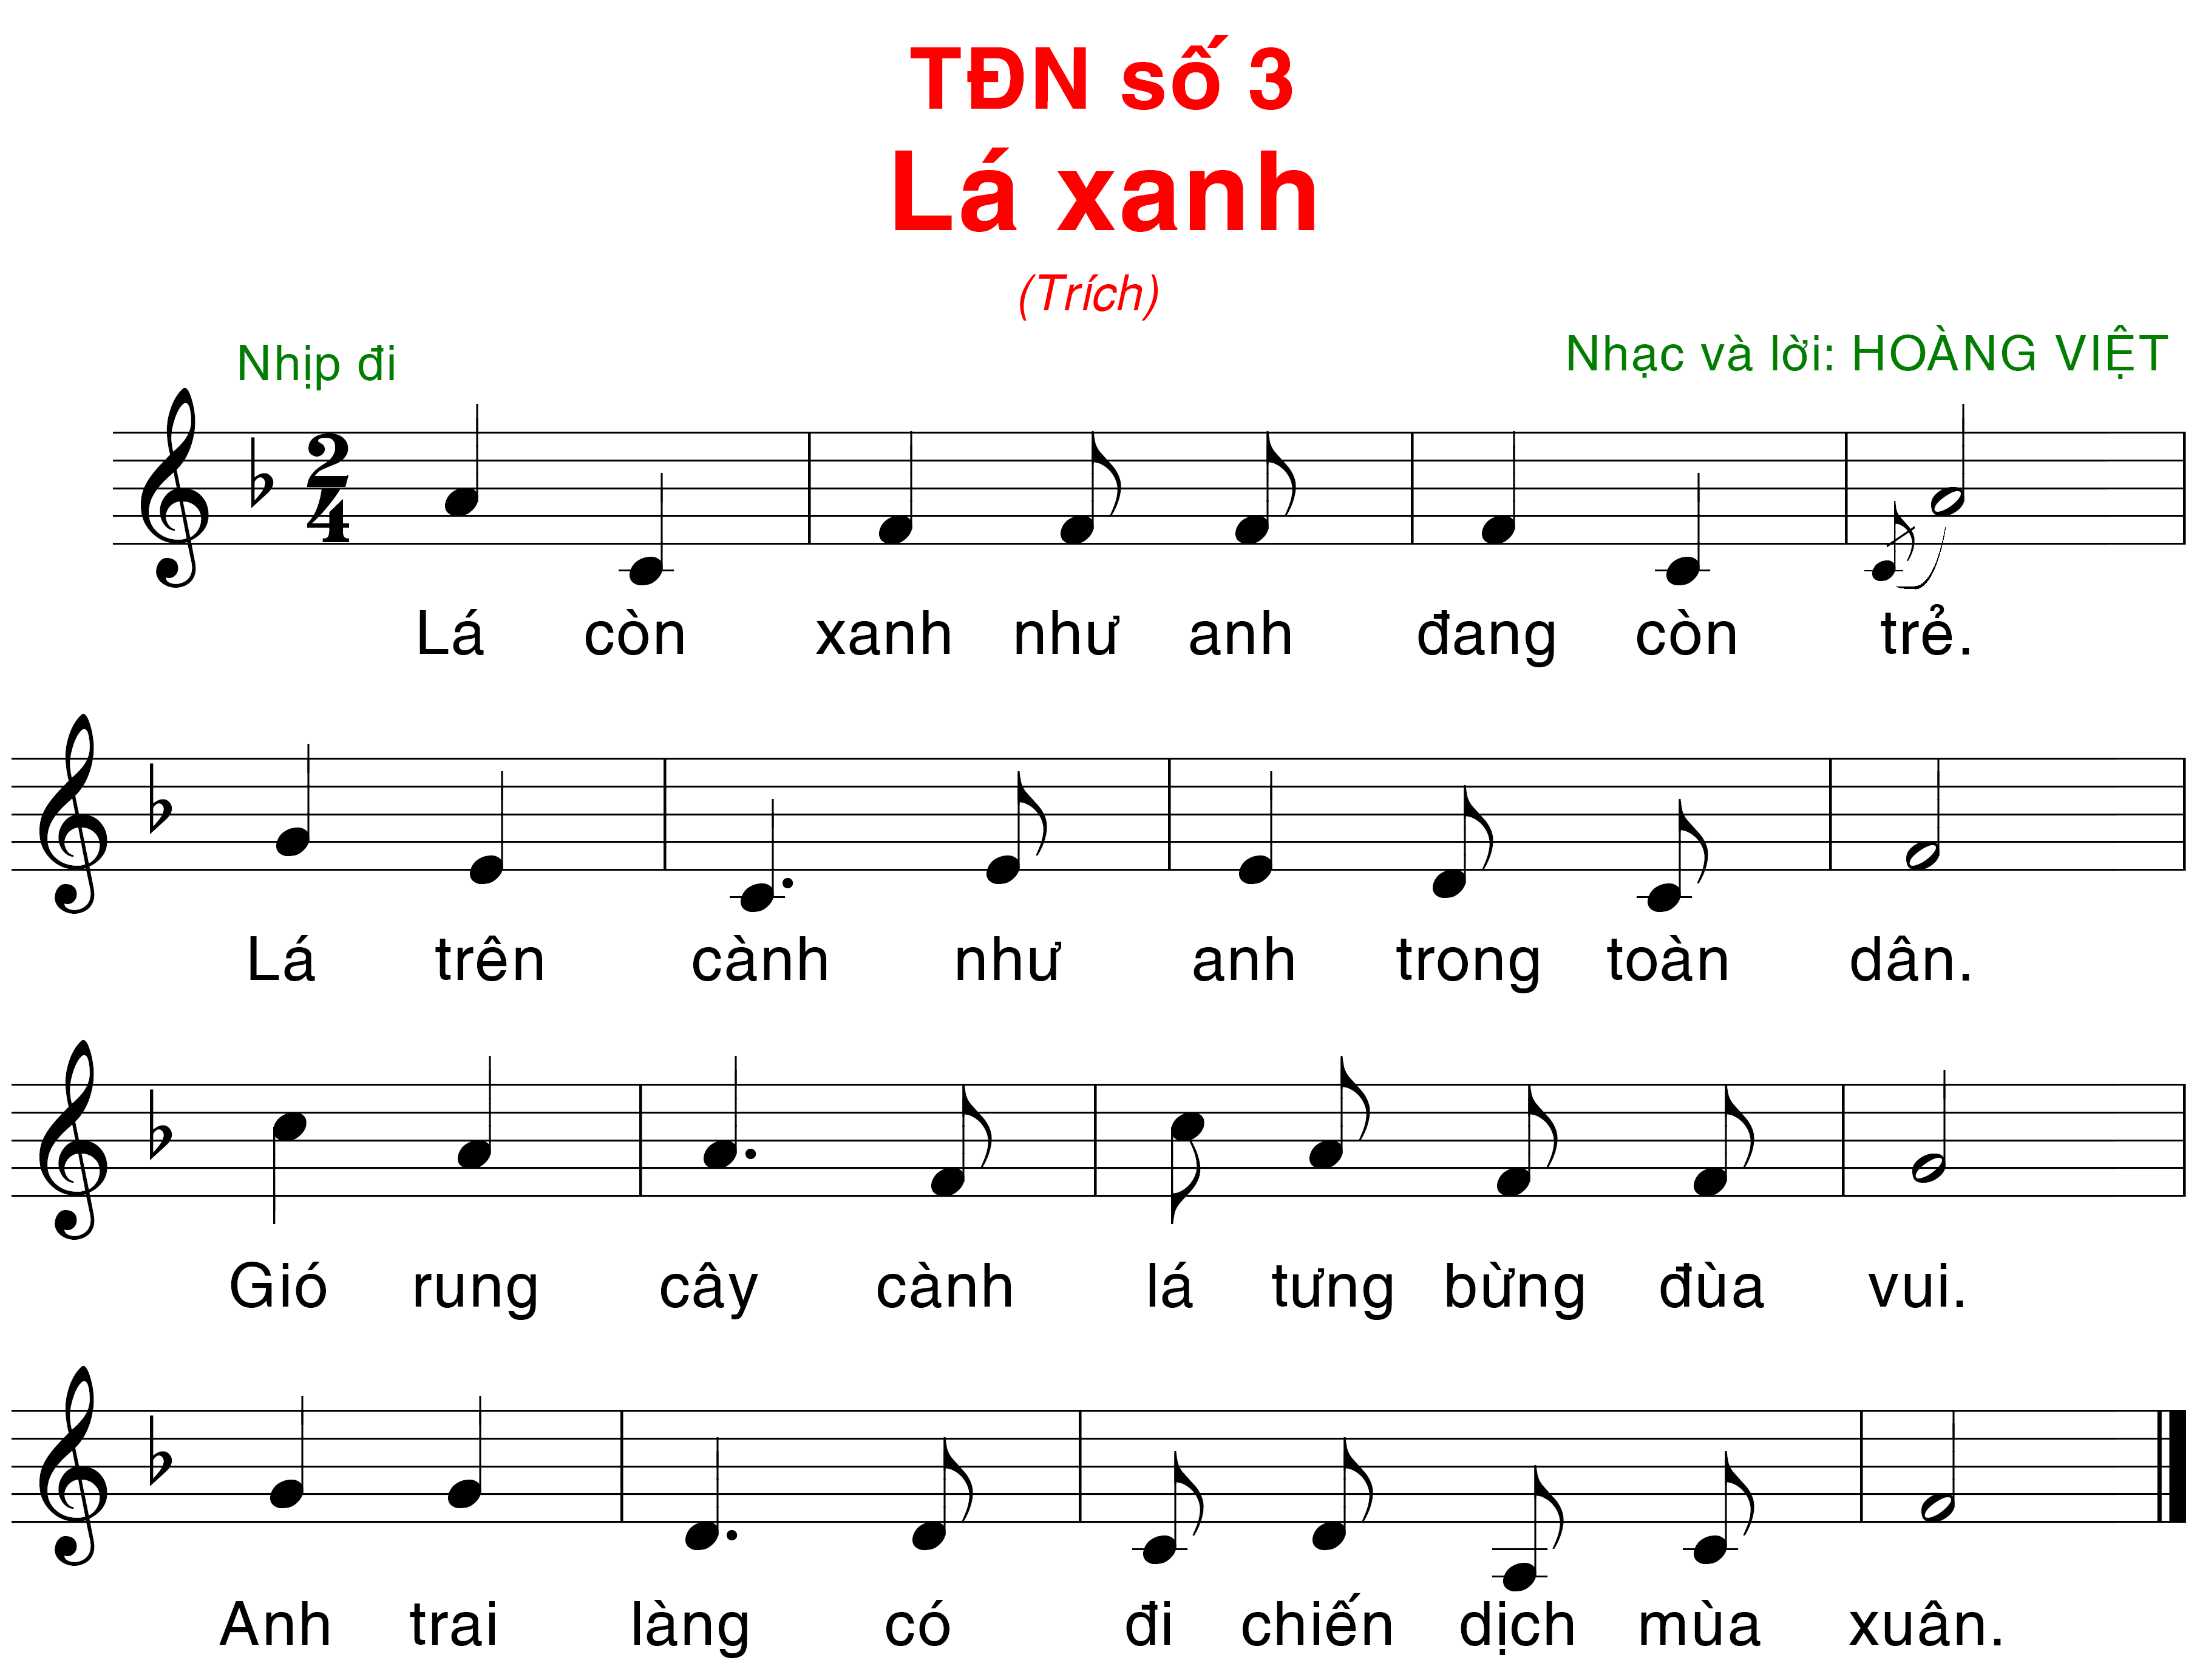 TĐN số 3
Lá xanh
(Trích)
Nhịp đi
Nhạc và lời: HOÀNG VIỆT
2
4
Lá còn xanh như anh đang còn trẻ.
Lá trên cành như anh trong toàn dân.
Gió rung cây cành lá tưng bừng đùa vui.
Anh trai làng có đi chiến dịch mùa xuân.